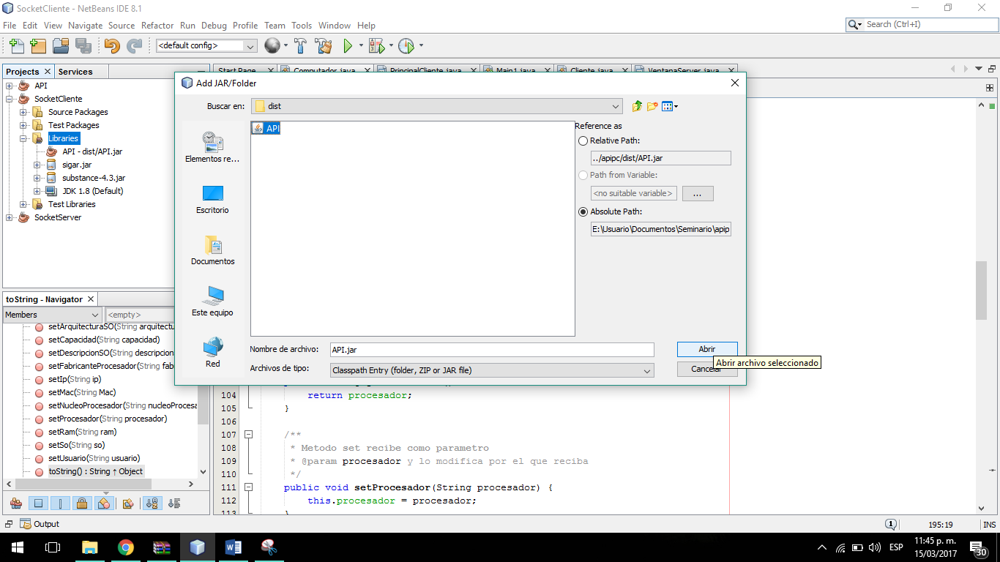 SocketCliente - NetBeans IDE 8.1
File Edit View Navigate Source Refactor Run Debug Profile Team Tools Window Help
Search (Ctrl+I)
<default config>
Projects Services
Start Page Computador.java PrincipalCliente.java Main1.java Cliente.java VentanaServer.java
API
SocketCliente
Source Packages
Test Packages
Libraries
API - dist/API.jar
sigar.jar
substance-4.3.jar
JDK 1.8 (Default)
Test Libraries
SocketServer
Add JAR/Folder
Buscar en: dist
API
Elementos re...
Escritorio
Documentos
Este equipo
Red
Reference as
Relative Path:
../apipc/dist/API.jar
Path from Variable:
<no suitable variable> ...
Absolute Path:
E:\Usuario\Documentos\Seminario\apip
Nombre de archivo: API.jar
Archivos de tipo: Classpath Entry (folder, ZIP or JAR file)
Abrir
Cancelar
Abrir archivo seleccionado
toString - Navigator
Members <empty>
setArquitecturaSO(String arquitectu
setCapacidad(String capacidad)
setDescripcionSO(String descripcion
setFabricanteProcesador(String fab
setIp(String ip)
setMac(String Mac)
setNucleoProcesador(String nucleoProcesa
setProcesador(String procesador)
setRam(String ram)
setSo(String so)
setUsuario(String usuario)
toString() : String ↑ Object
104 return procesador;
105 }
106
107 /**
108 * Metodo set recibe como parametro
109 * @param procesador y lo modifica por el que reciba
110 */
111 public void setProcesador(String procesador) {
112 this.procesador = procesador;
113 }
Output
1 195:19 INS
ESP
11:45 p. m.
15/03/2017
30